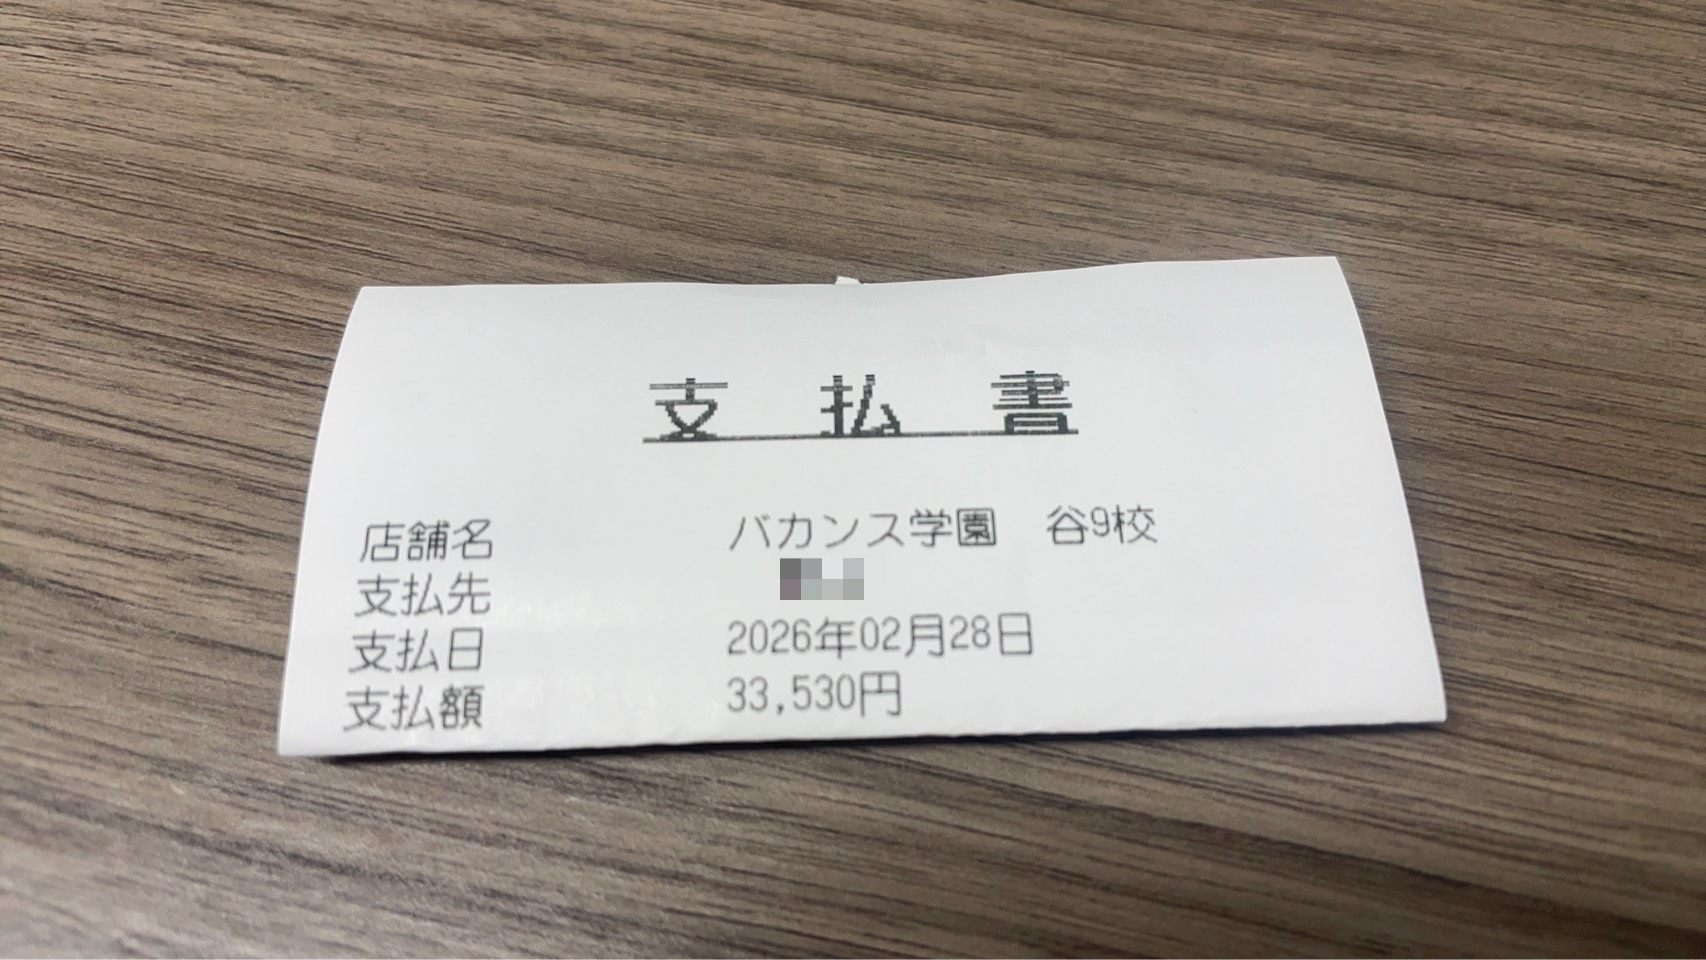 支払書
店舗名 バカンス学園 谷9校
支払先
支払日 2026年02月28日
支払額 33,530円